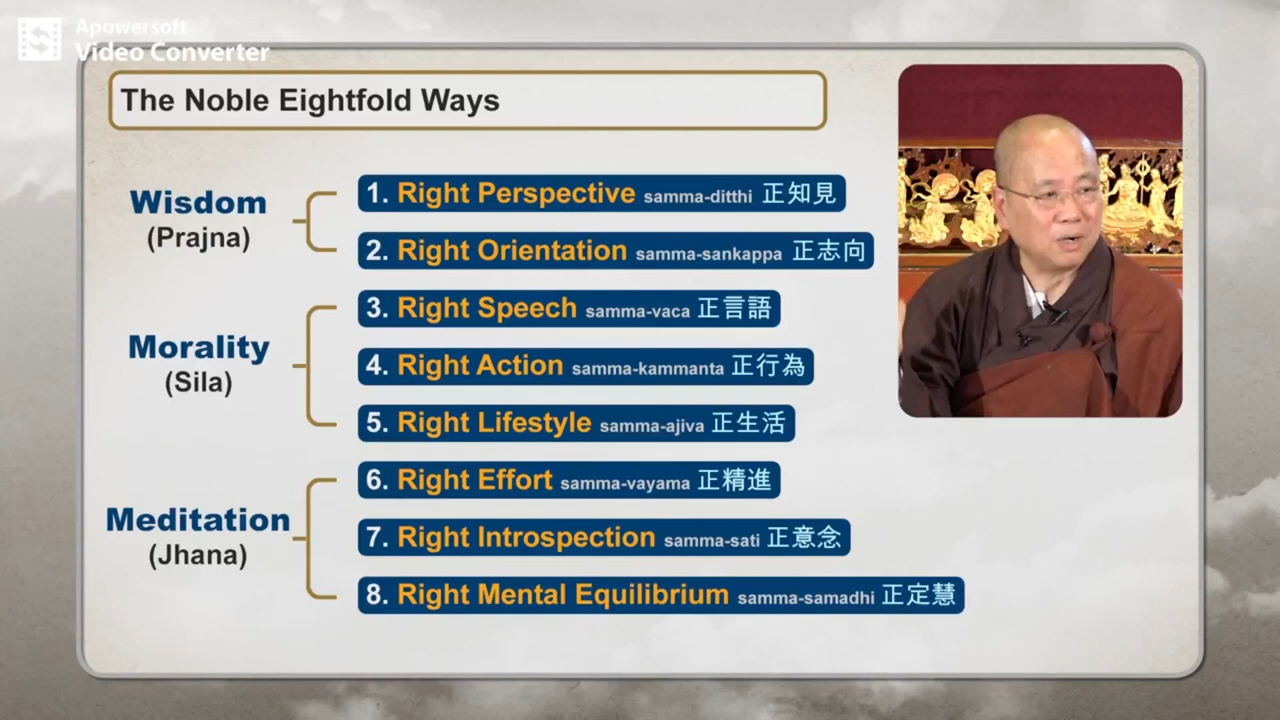 Apowersoft
Video Converter
The Noble Eightfold Ways
Wisdom
(Prajna)
1. Right Perspective samma-ditthi 正知見
2. Right Orientation samma-sankappa 正志向
Morality
(Sila)
3. Right Speech samma-vaca 正言語
4. Right Action samma-kammanta 正行為
5. Right Lifestyle samma-ajiva 正生活
Meditation
(Jhana)
6. Right Effort samma-vayama 正精進
7. Right Introspection samma-sati 正意念
8. Right Mental Equilibrium samma-samadhi 正定慧